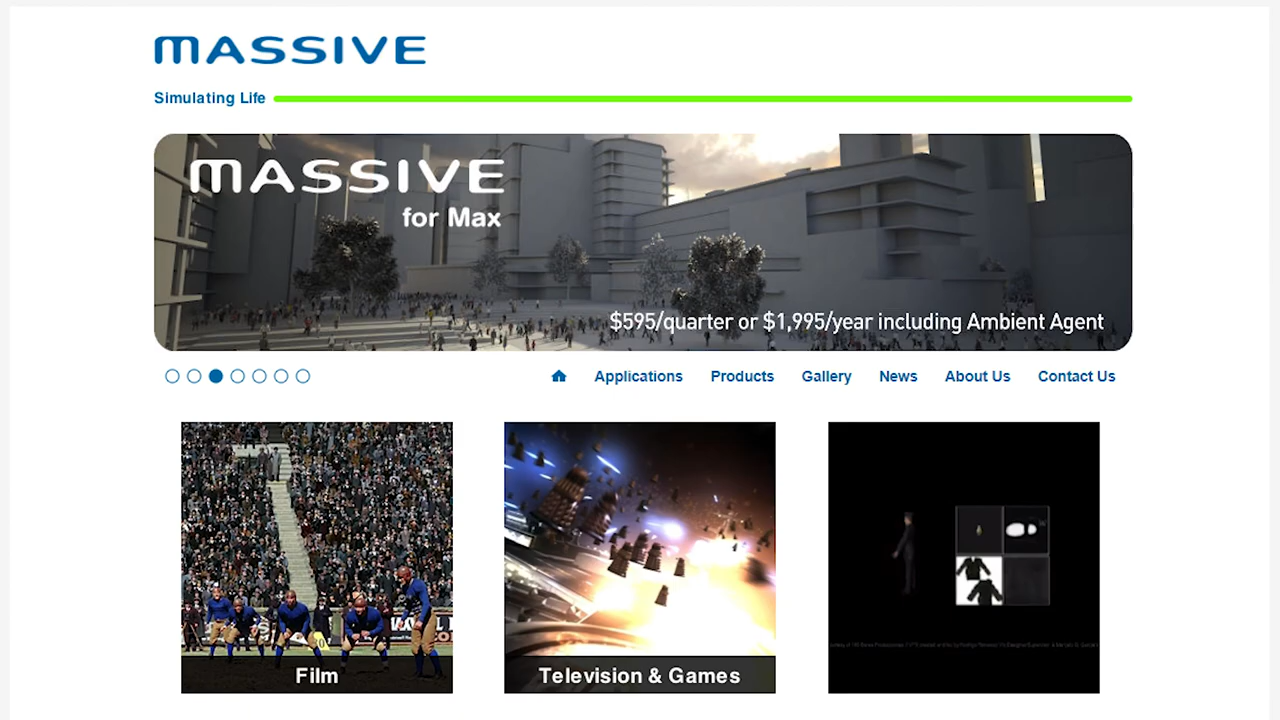 MASSIVE
Simulating Life
MASSIVE
for Max
$595/quarter or $1,995/year including Ambient Agent
Applications Products Gallery News About Us Contact Us
Film
Television & Games